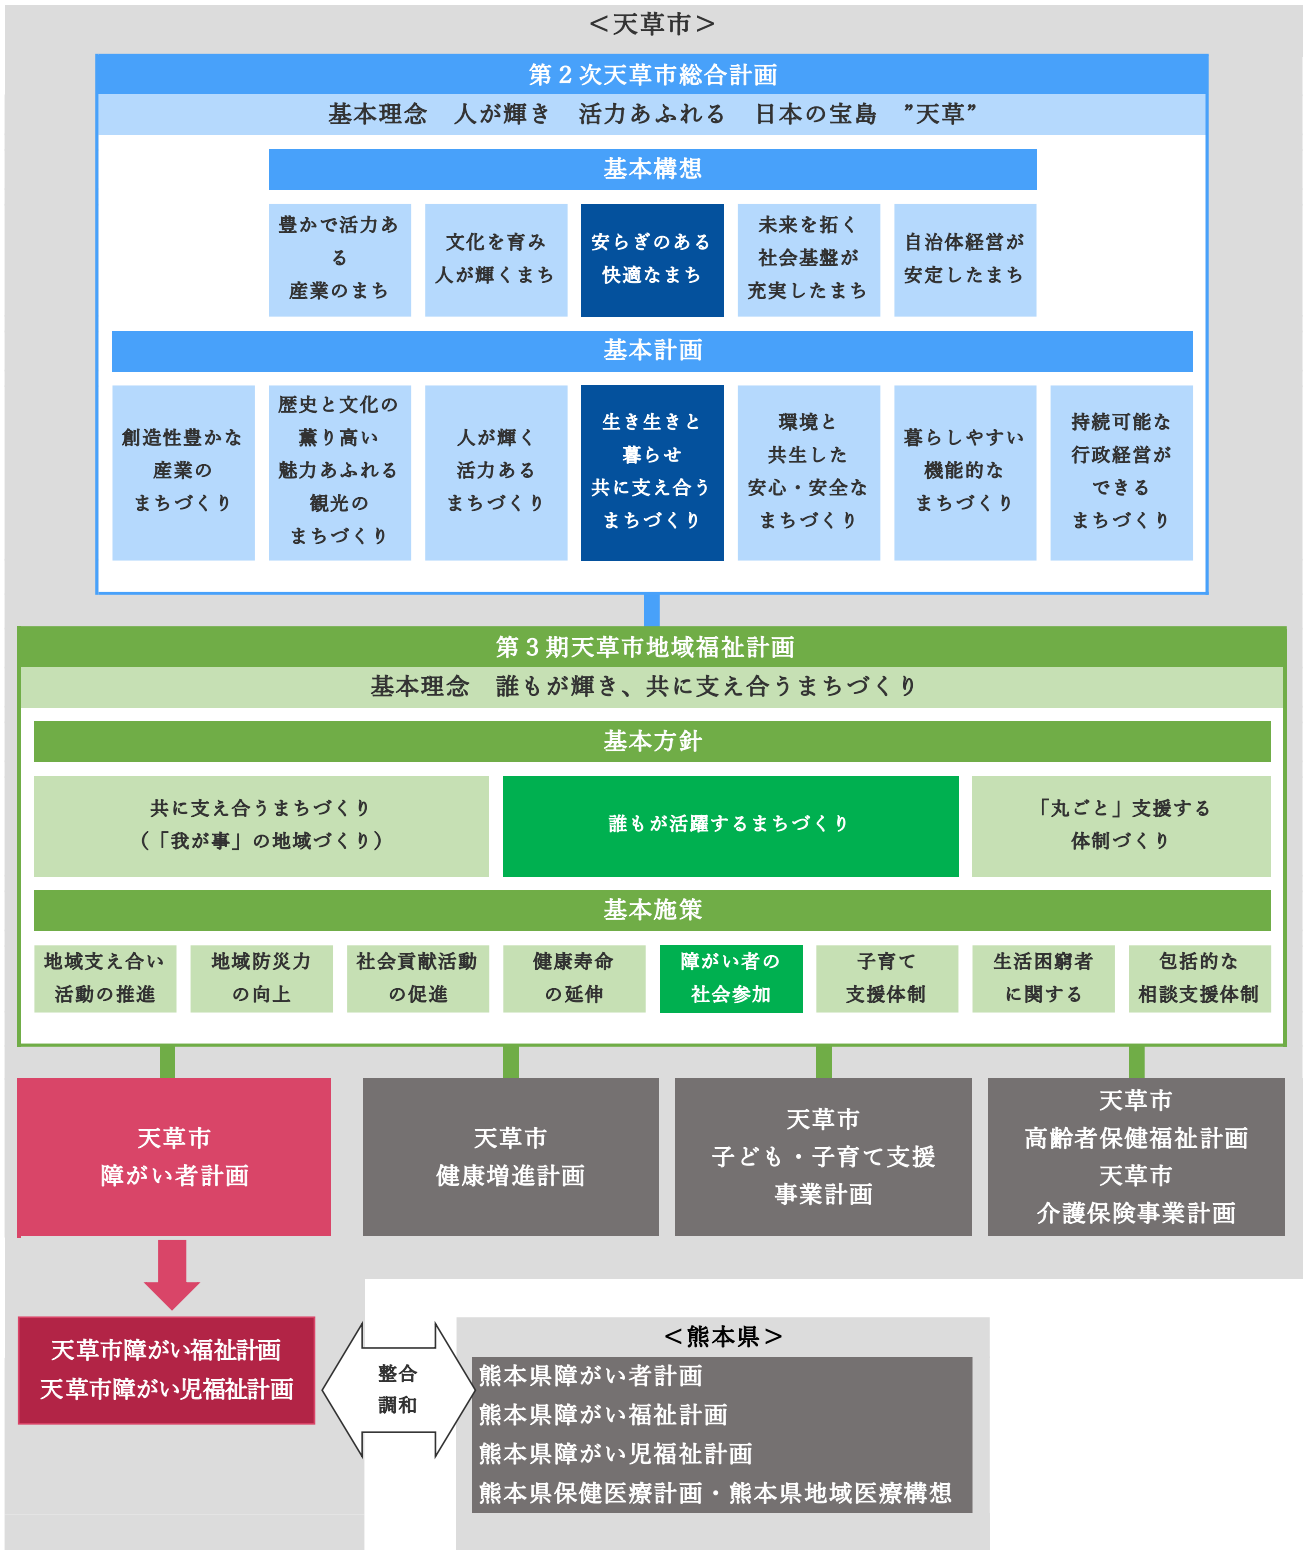 ＜天草市＞
第２次天草市総合計画
基本理念　人が輝き　活力あふれる　日本の宝島　”天草”
基本構想
豊かで活力あ
る
産業のまち
文化を育み
人が輝くまち
安らぎのある
快適なまち
未来を拓く
社会基盤が
充実したまち
自治体経営が
安定したまち
基本計画
創造性豊かな
産業の
まちづくり
歴史と文化の
薫り高い
魅力あふれる
観光の
まちづくり
人が輝く
活力ある
まちづくり
生き生きと
暮らせ
共に支え合う
まちづくり
環境と
共生した
安心・安全な
まちづくり
暮らしやすい
機能的な
まちづくり
持続可能な
行政経営が
できる
まちづくり
第３期天草市地域福祉計画
基本理念　誰もが輝き、共に支え合うまちづくり
基本方針
共に支え合うまちづくり
（「我が事」の地域づくり）
誰もが活躍するまちづくり
「丸ごと」支援する
体制づくり
基本施策
地域支え合い
活動の推進
地域防災力
の向上
社会貢献活動
の促進
健康寿命
の延伸
障がい者の
社会参加
子育て
支援体制
生活困窮者
に関する
包括的な
相談支援体制
天草市
障がい者計画
天草市
健康増進計画
天草市
子ども・子育て支援
事業計画
天草市
高齢者保健福祉計画
天草市
介護保険事業計画
天草市障がい福祉計画
天草市障がい児福祉計画
整合
調和
＜熊本県＞
熊本県障がい者計画
熊本県障がい福祉計画
熊本県障がい児福祉計画
熊本県保健医療計画・熊本県地域医療構想